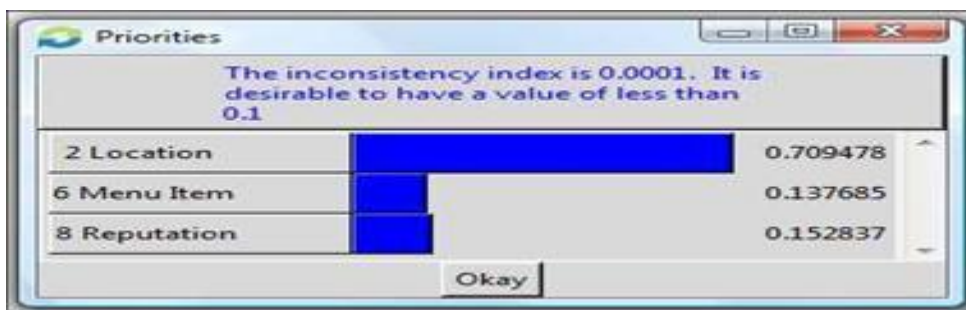 Priorities
The inconsistency index is 0.0001. It is
desirable to have a value of less than
0.1
2 Location 0.709478
6 Menu Item 0.137685
8 Reputation 0.152837
Okay